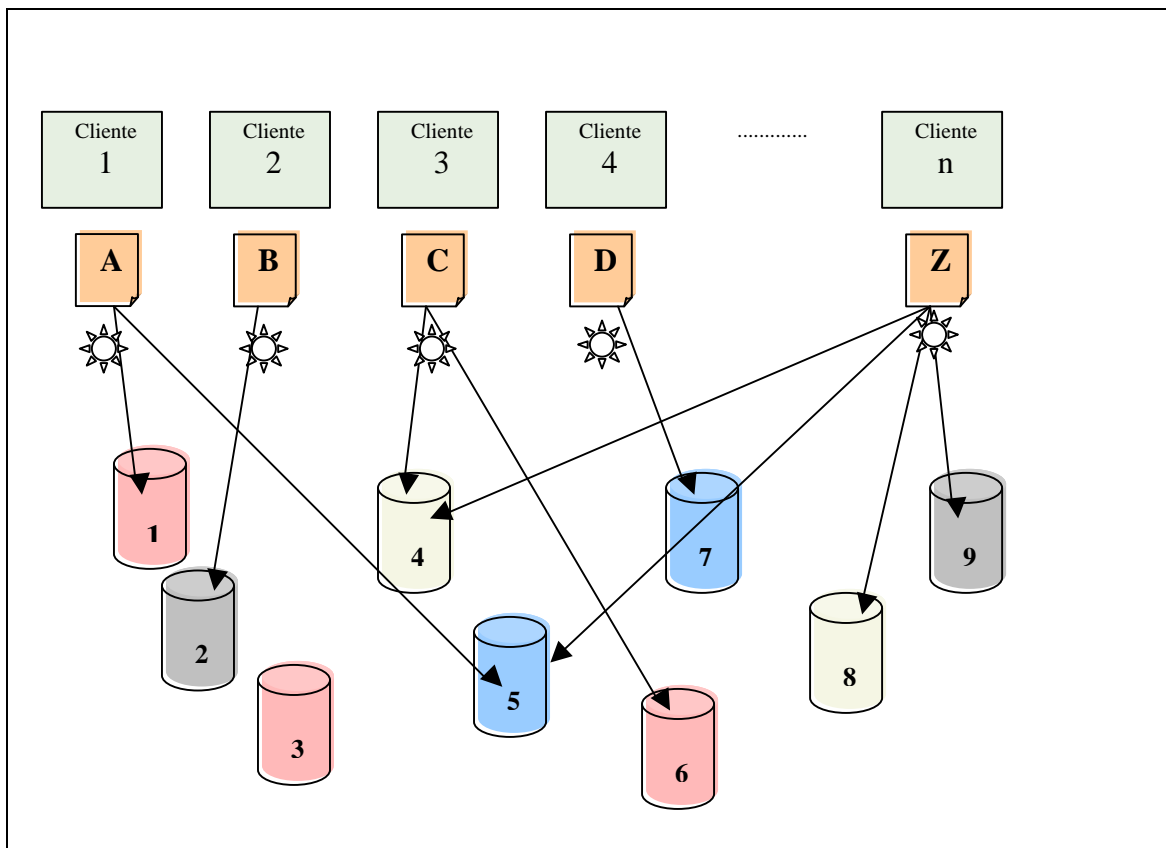 Cliente
1
Cliente
2
Cliente
3
Cliente
4
.............
Cliente
n
A
B
C
D
Z
1
2
3
4
5
6
7
8
9